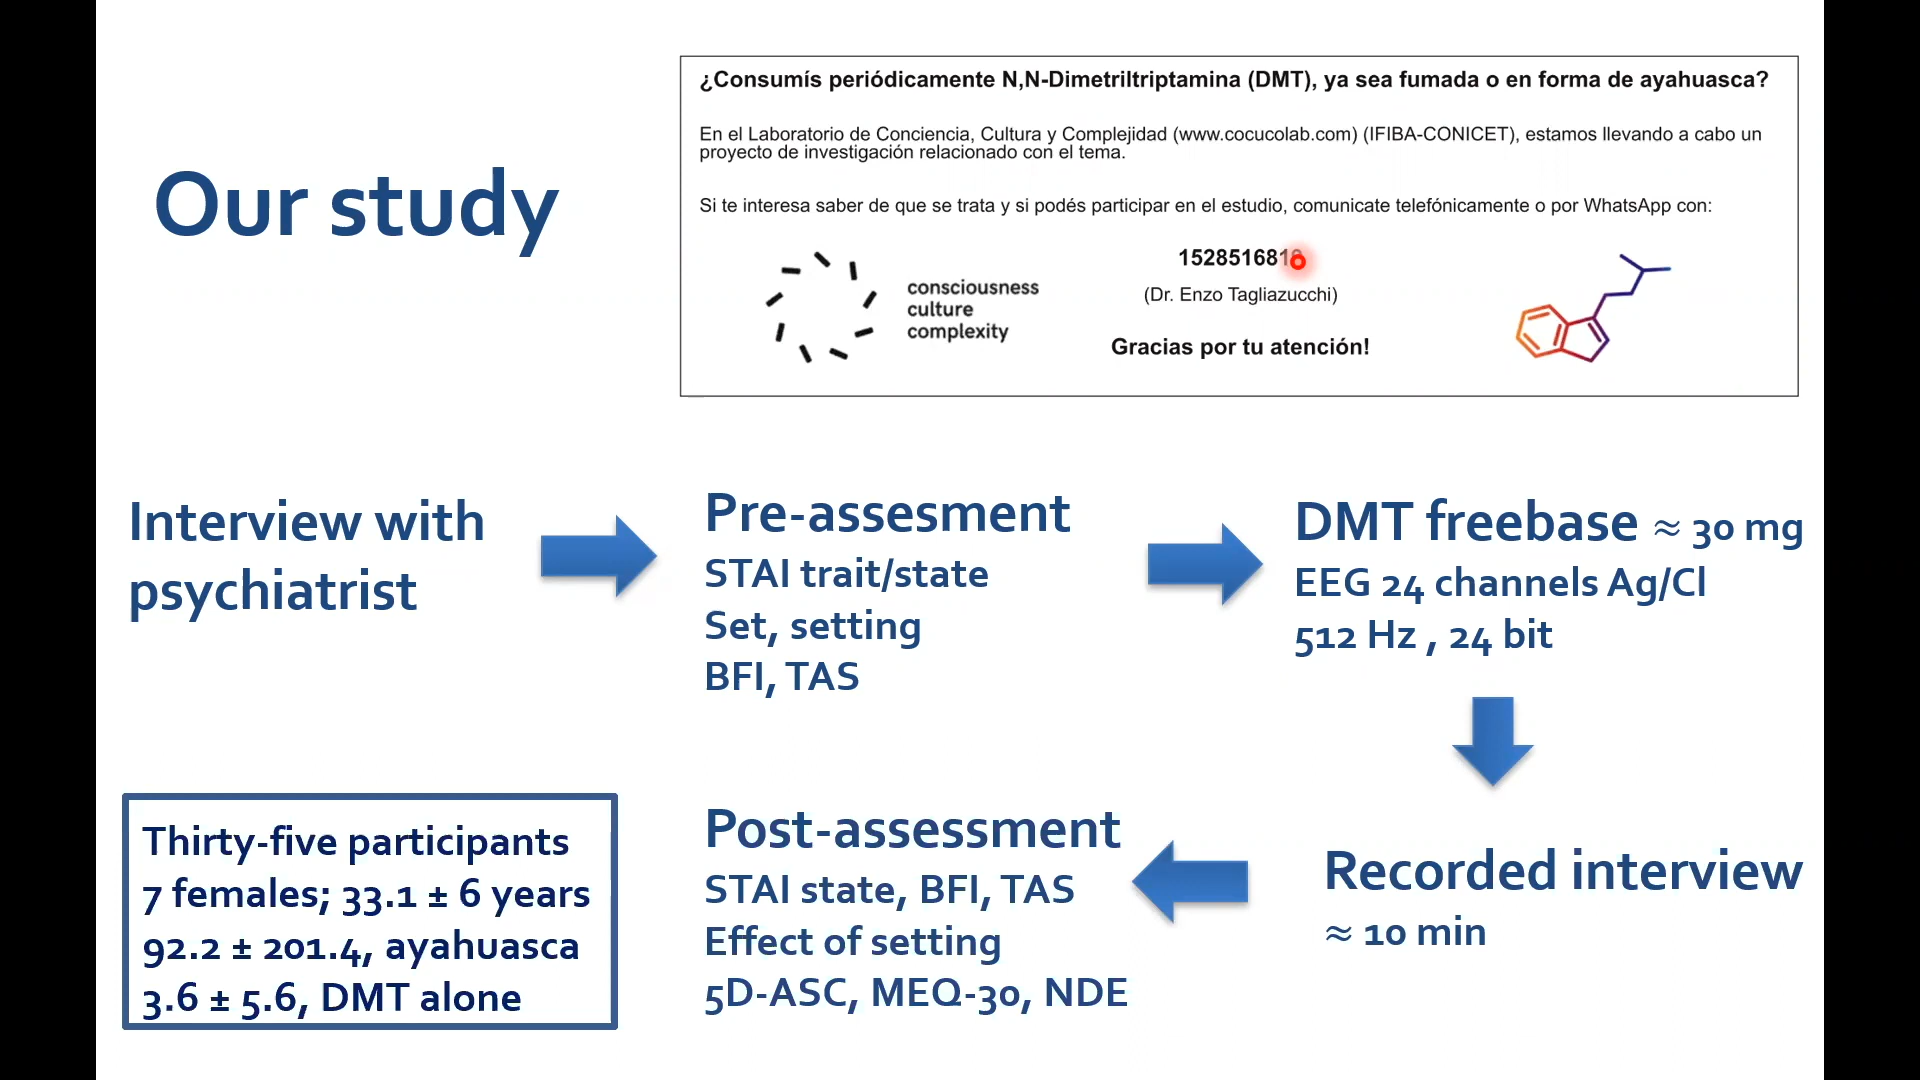 Our study
¿Consumís periódicamente N,N-Dimetriltriptamina (DMT), ya sea fumada o en forma de ayahuasca?
En el Laboratorio de Conciencia, Cultura y Complejidad (www.cocucolab.com) (IFIBA-CONICET), estamos llevando a cabo un
proyecto de investigación relacionado con el tema.
Si te interesa saber de que se trata y si podés participar en el estudio, comunicate telefónicamente o por WhatsApp con:
consciousness
culture
complexity
(Dr. Enzo Tagliazucchi)
Gracias por tu atención!
Interview with
psychiatrist
Pre-assesment
STAI trait/state
Set, setting
BFI, TAS
DMT freebase ≈ 30 mg
EEG 24 channels Ag/Cl
512 Hz , 24 bit
Recorded interview
≈ 10 min
Post-assessment
STAI state, BFI, TAS
Effect of setting
5D-ASC, MEQ-30, NDE
Thirty-five participants
7 females; 33.1 ± 6 years
92.2 ± 201.4, ayahuasca
3.6 ± 5.6, DMT alone